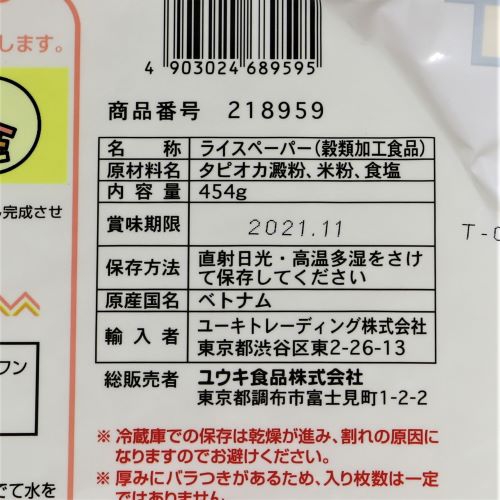 します。
4 903024 689595
商品番号 218959
名称 ライスペーパー(穀類加工食品)
原材料名 タピオカ澱粉、米粉、食塩
内容量 454g
賞味期限 2021.11
T-0
完成させ
保存方法 直射日光・高温多湿をさけ
て保存してください
原産国名 ベトナム
輸入者 ユーキトレーディング株式会社
東京都渋谷区東2-26-13
フン
総販売者 ユウキ食品株式会社
東京都調布市富士見町1-2-2
※冷蔵庫での保存は乾燥が進み、割れの原因に
なりますのでお避けください。
※厚みにバラつきがあるため、入り枚数は一定
ではありません
でて水を